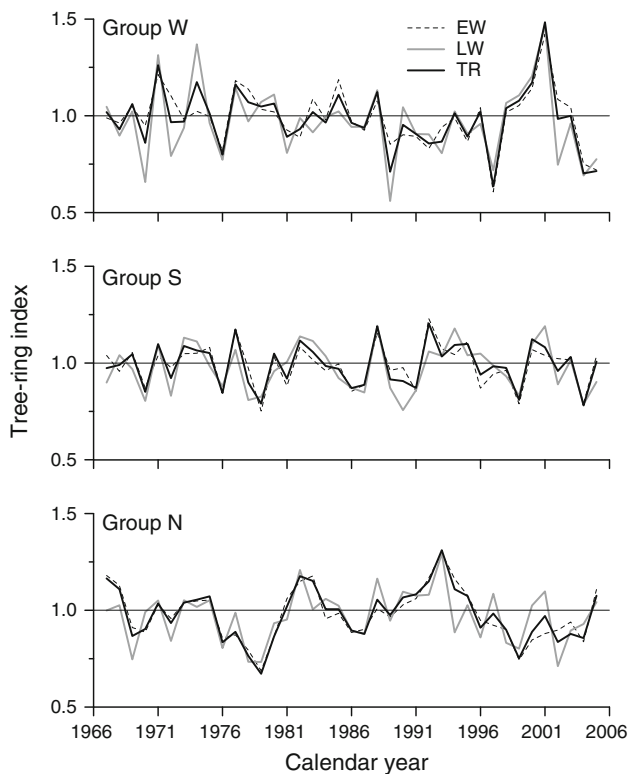 Group W
EW
LW
TR
1.5
1.0
0.5
Group S
1.5
1.0
0.5
Tree-ring index
Group N
1.5
1.0
0.5
1966 1971 1976 1981 1986 1991 1996 2001 2006
Calendar year